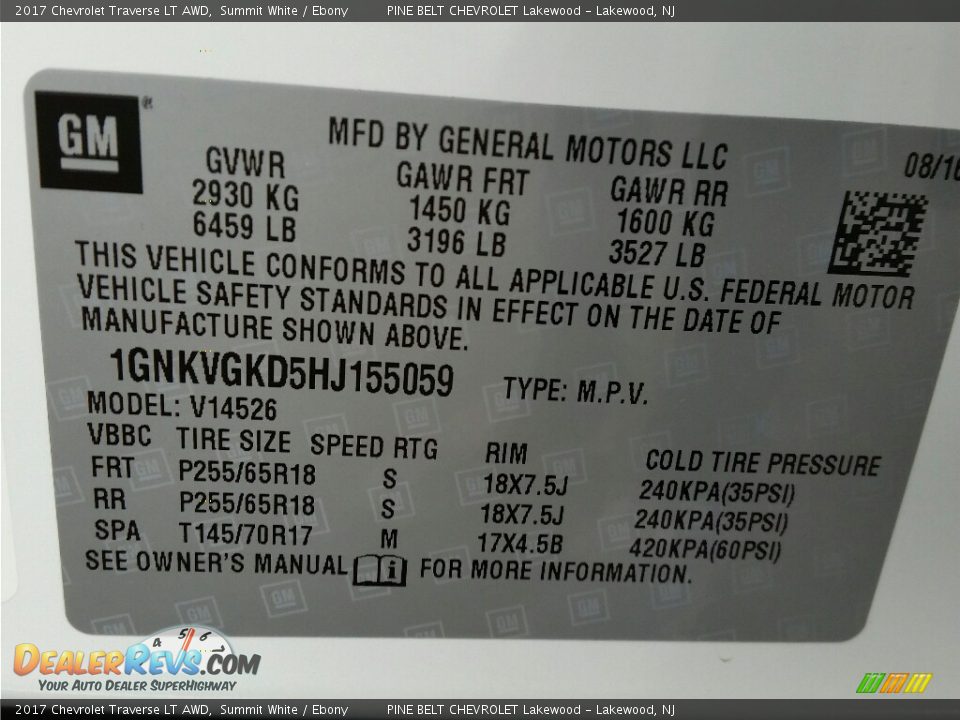 2017 Chevrolet Traverse LT AWD, Summit White / Ebony PINE BELT CHEVROLET Lakewood - Lakewood, NJ
GM ®
MFD BY GENERAL MOTORS LLC
08/16
GVWR GAWR FRT GAWR RR
2930 KG 1450 KG 1600 KG
6459 LB 3196 LB 3527 LB
THIS VEHICLE CONFORMS TO ALL APPLICABLE U.S. FEDERAL MOTOR
VEHICLE SAFETY STANDARDS IN EFFECT ON THE DATE OF
MANUFACTURE SHOWN ABOVE.
1GNKVGKD5HJ155059 TYPE: M.P.V.
MODEL: V14526
VBBC TIRE SIZE SPEED RTG RIM COLD TIRE PRESSURE
FRT P255/65R18 S 18X7.5J 240KPA(35PSI)
RR P255/65R18 S 18X7.5J 240KPA(35PSI)
SPA T145/70R17 M 17X4.5B 420KPA(60PSI)
SEE OWNER'S MANUAL i FOR MORE INFORMATION.
4 5 6
DEALERREVS.COM
YOUR AUTO DEALER SUPERHIGHWAY
2017 Chevrolet Traverse LT AWD, Summit White / Ebony PINE BELT CHEVROLET Lakewood - Lakewood, NJ